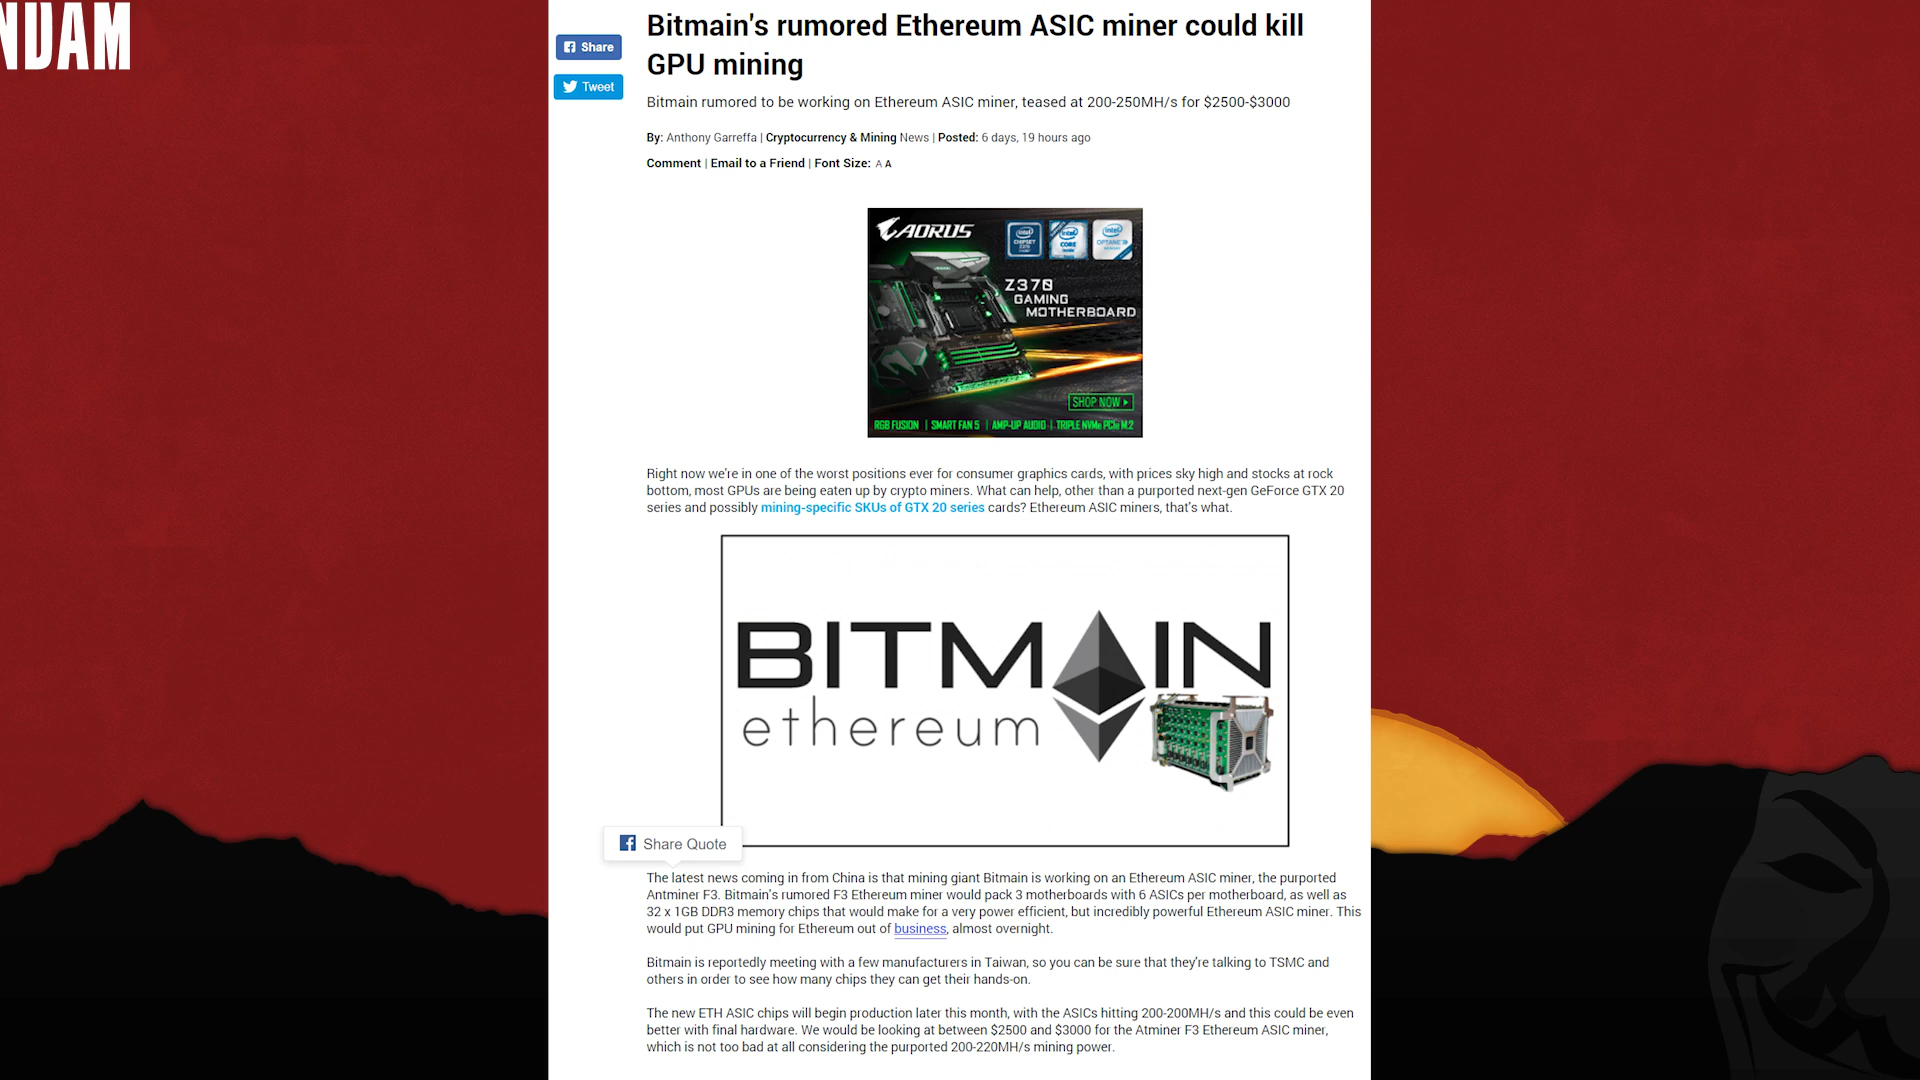 NDAM
Bitmain's rumored Ethereum ASIC miner could kill
GPU mining
Share
Tweet
Bitmain rumored to be working on Ethereum ASIC miner, teased at 200-250MH/s for $2500-$3000
By: Anthony Garreffa | Cryptocurrency & Mining News | Posted: 6 days, 19 hours ago
Comment | Email to a Friend | Font Size: A A
AORUS
intel CHIPSET Z370
intel CORE inside
intel OPTANE MEMORY
Z370
GAMING
MOTHERBOARD
SHOP NOW
RGB FUSION | SMART FAN 5 | AMP-UP AUDIO | TRIPLE NVMe PCIe M.2
Right now we're in one of the worst positions ever for consumer graphics cards, with prices sky high and stocks at rock
bottom, most GPUs are being eaten up by crypto miners. What can help, other than a purported next-gen GeForce GTX 20
series and possibly mining-specific SKUs of GTX 20 series cards? Ethereum ASIC miners, that's what.
BITMAIN
ethereum
Share Quote
The latest news coming in from China is that mining giant Bitmain is working on an Ethereum ASIC miner, the purported
Antminer F3. Bitmain's rumored F3 Ethereum miner would pack 3 motherboards with 6 ASICs per motherboard, as well as
32 x 1GB DDR3 memory chips that would make for a very power efficient, but incredibly powerful Ethereum ASIC miner. This
would put GPU mining for Ethereum out of business, almost overnight.
Bitmain is reportedly meeting with a few manufacturers in Taiwan, so you can be sure that they're talking to TSMC and
others in order to see how many chips they can get their hands-on.
The new ETH ASIC chips will begin production later this month, with the ASICs hitting 200-200MH/s and this could be even
better with final hardware. We would be looking at between $2500 and $3000 for the Atminer F3 Ethereum ASIC miner,
which is not too bad at all considering the purported 200-220MH/s mining power.